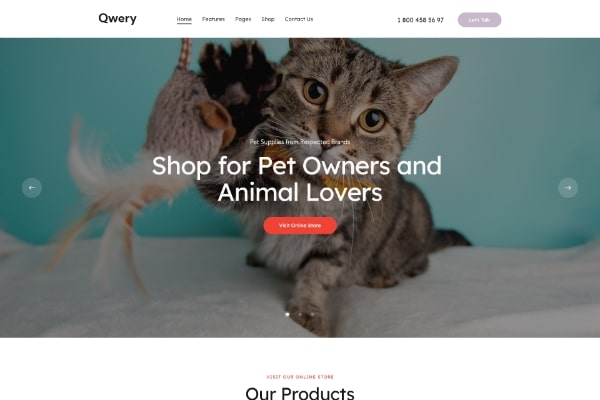 Qwery
Home Features Pages Shop Contact Us
1 800 458 56 97
Let's Talk
Pet Supplies from Respected Brands
Shop for Pet Owners and
Animal Lovers
Visit Online Store
VISIT OUR ONLINE STORE
Our Products